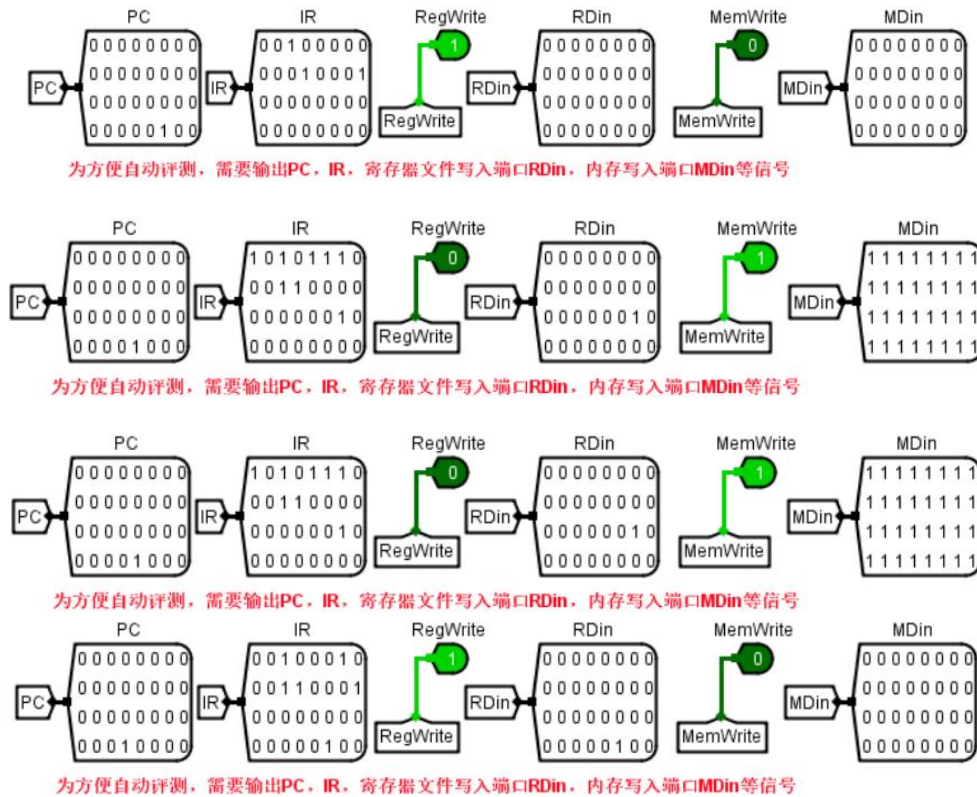 PC IR RegWrite RDin MemWrite MDin
00000000 00100000 1 00000000 0 00000000
00000000 00010001 00000000 00000000
PC IR RDin MDin
00000000 00000000 00000000 00000000
RegWrite MemWrite
00000100 00000000 00000000 00000000
为方便自动评测，需要输出PC，IR，寄存器文件写入端口RDin，内存写入端口MDin等信号
PC IR RegWrite RDin MemWrite MDin
00000000 10101110 0 00000000 1 11111111
00000000 00110000 00000000 11111111
PC IR RDin MDin
00000000 00000010 00000010 11111111
RegWrite MemWrite
00001000 00000000 00000000 11111111
为方便自动评测，需要输出PC，IR，寄存器文件写入端口RDin，内存写入端口MDin等信号
PC IR RegWrite RDin MemWrite MDin
00000000 10101110 0 00000000 1 11111111
00000000 00110000 00000000 11111111
PC IR RDin MDin
00000000 00000010 00000010 11111111
RegWrite MemWrite
00001000 00000000 00000000 11111111
为方便自动评测，需要输出PC，IR，寄存器文件写入端口RDin，内存写入端口MDin等信号
PC IR RegWrite RDin MemWrite MDin
00000000 00100010 1 00000000 0 00000000
00000000 00110001 00000000 00000000
PC IR RDin MDin
00000000 00000000 00000000 00000000
RegWrite MemWrite
00010000 00000100 00000100 00000000
为方便自动评测，需要输出PC，IR，寄存器文件写入端口RDin，内存写入端口MDin等信号